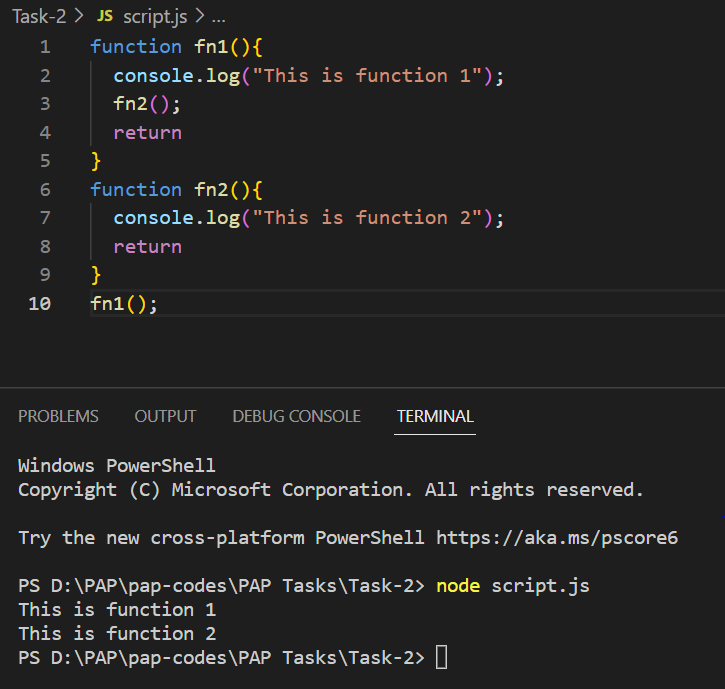 Task-2 > JS script.js > ...
1 function fn1(){
2 console.log("This is function 1");
3 fn2();
4 return
5 }
6 function fn2(){
7 console.log("This is function 2");
8 return
9 }
10 fn1();
PROBLEMS OUTPUT DEBUG CONSOLE TERMINAL
Windows PowerShell
Copyright (C) Microsoft Corporation. All rights reserved.
Try the new cross-platform PowerShell https://aka.ms/pscore6
PS D:\PAP\pap-codes\PAP Tasks\Task-2> node script.js
This is function 1
This is function 2
PS D:\PAP\pap-codes\PAP Tasks\Task-2>